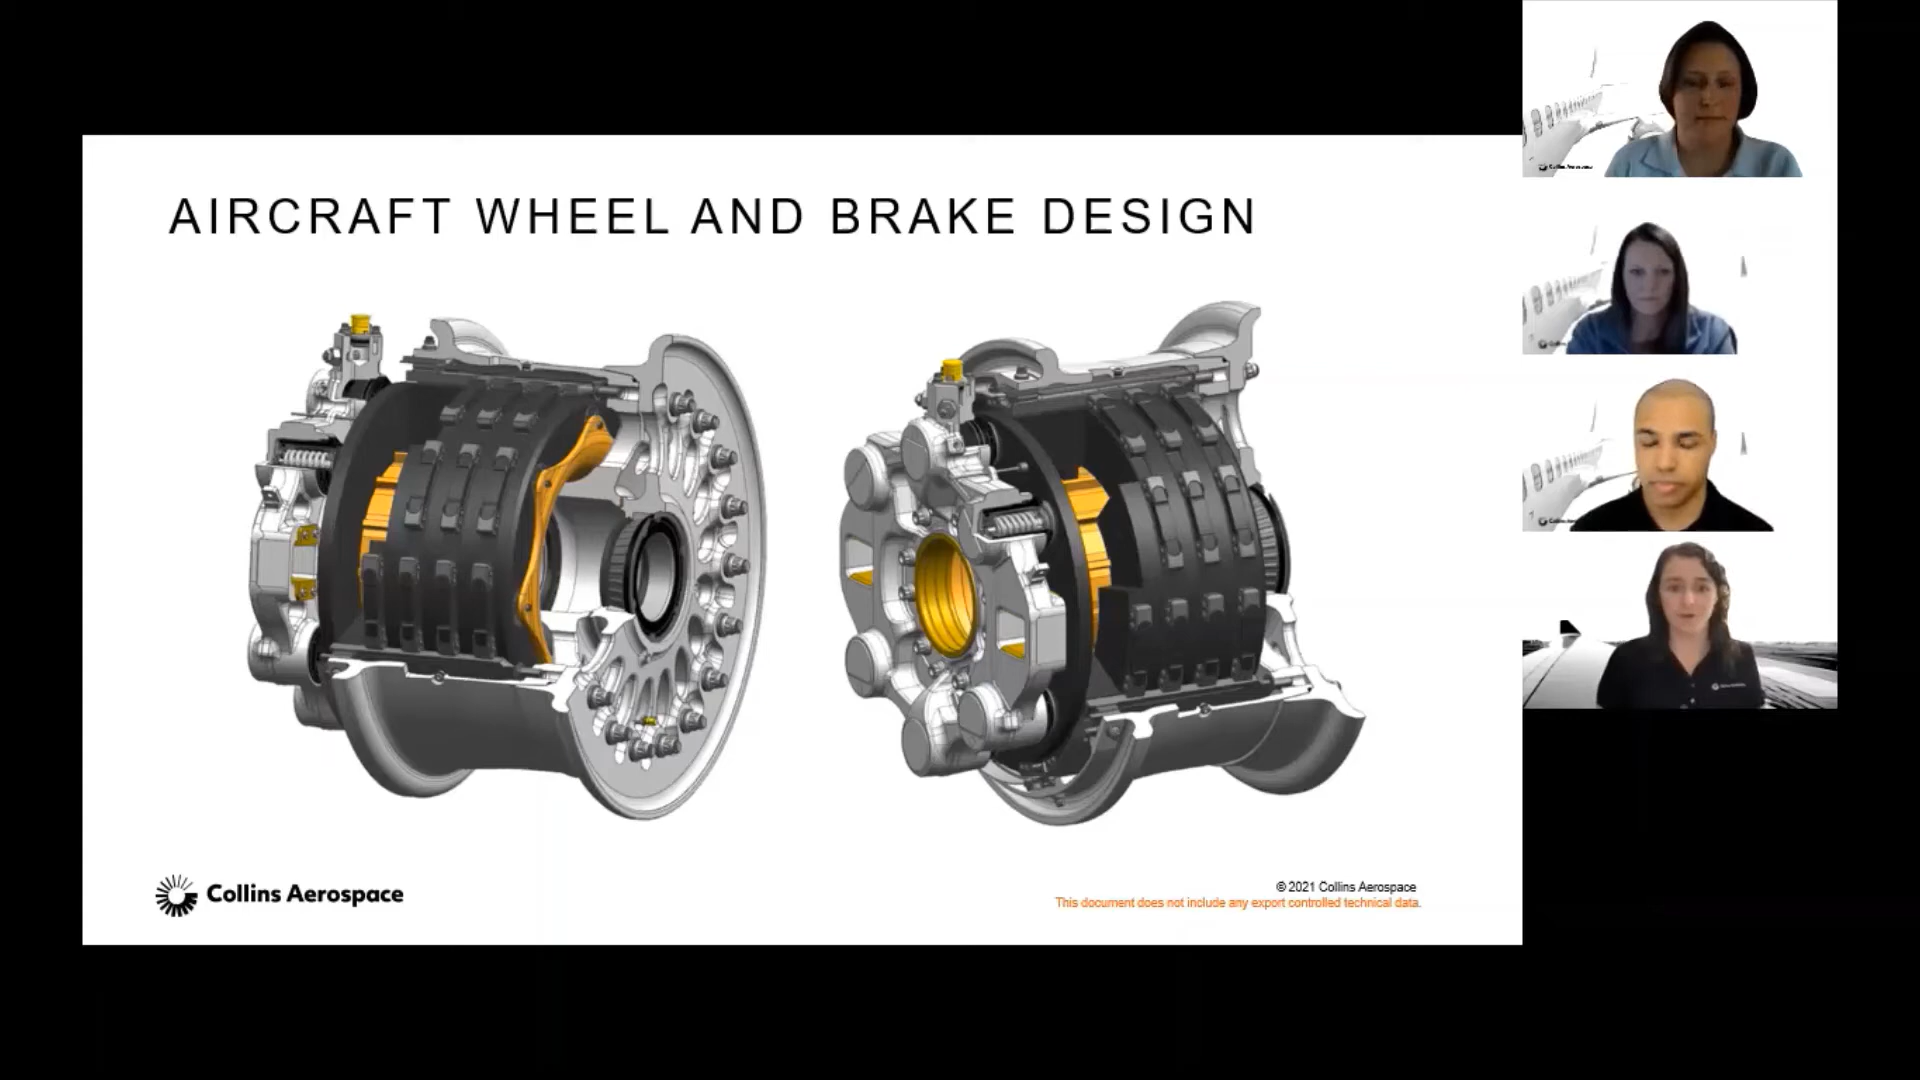 AIRCRAFT WHEEL AND BRAKE DESIGN
Collins Aerospace
© 2021 Collins Aerospace
This document does not include any export controlled technical data.